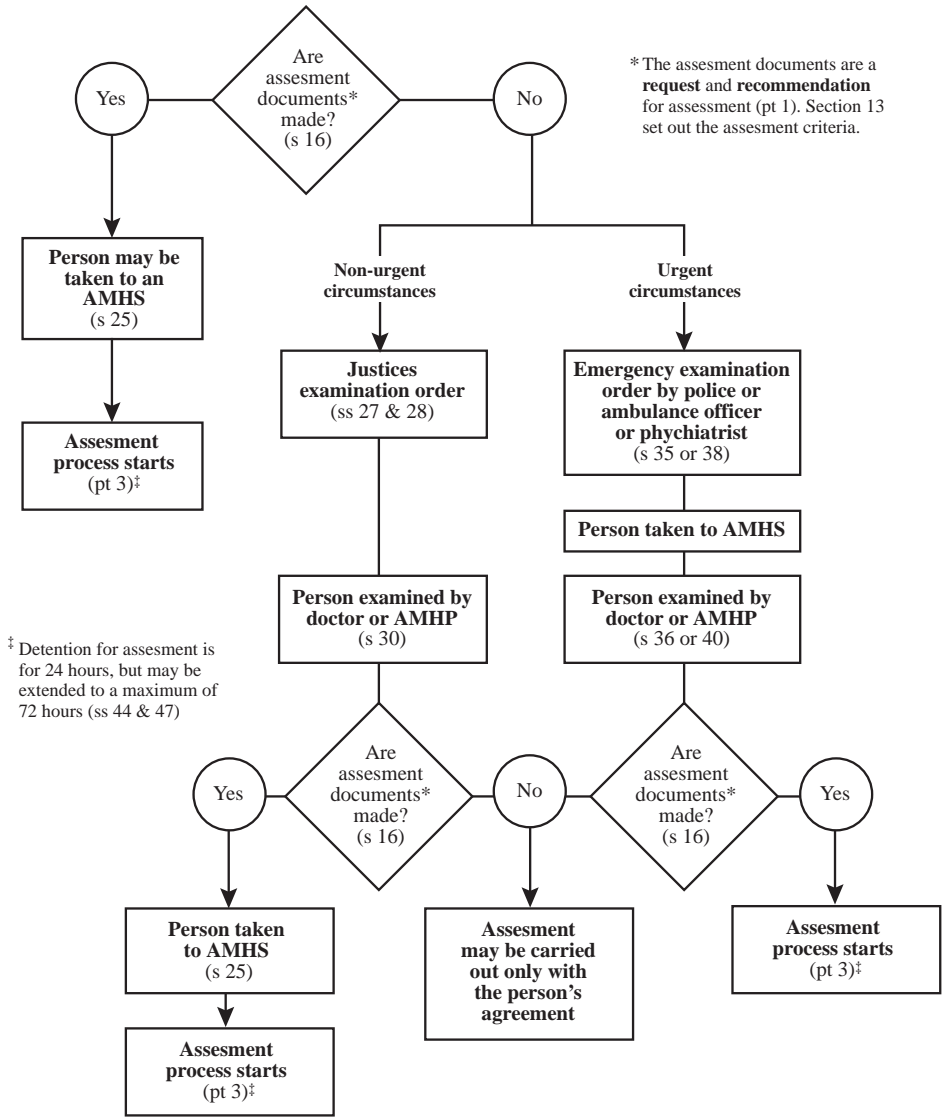 Are
assesment
documents*
made?
(s 16)
Yes
No
* The assesment documents are a
request and recommendation
for assessment (pt 1). Section 13
set out the assesment criteria.
Person may be
taken to an
AMHS
(s 25)
Assesment
process starts
(pt 3)‡
Non-urgent
circumstances
Urgent
circumstances
Justices
examination order
(ss 27 & 28)
Emergency examination
order by police or
ambulance officer
or phychiatrist
(s 35 or 38)
Person taken to AMHS
Person examined by
doctor or AMHP
(s 30)
Person examined by
doctor or AMHP
(s 36 or 40)
‡ Detention for assesment is
for 24 hours, but may be
extended to a maximum of
72 hours (ss 44 & 47)
Yes
Are
assesment
documents*
made?
(s 16)
No
Are
assesment
documents*
made?
(s 16)
Yes
Person taken
to AMHS
(s 25)
Assesment
process starts
(pt 3)‡
Assesment
may be carried
out only with
the person's
agreement
Assesment
process starts
(pt 3)‡